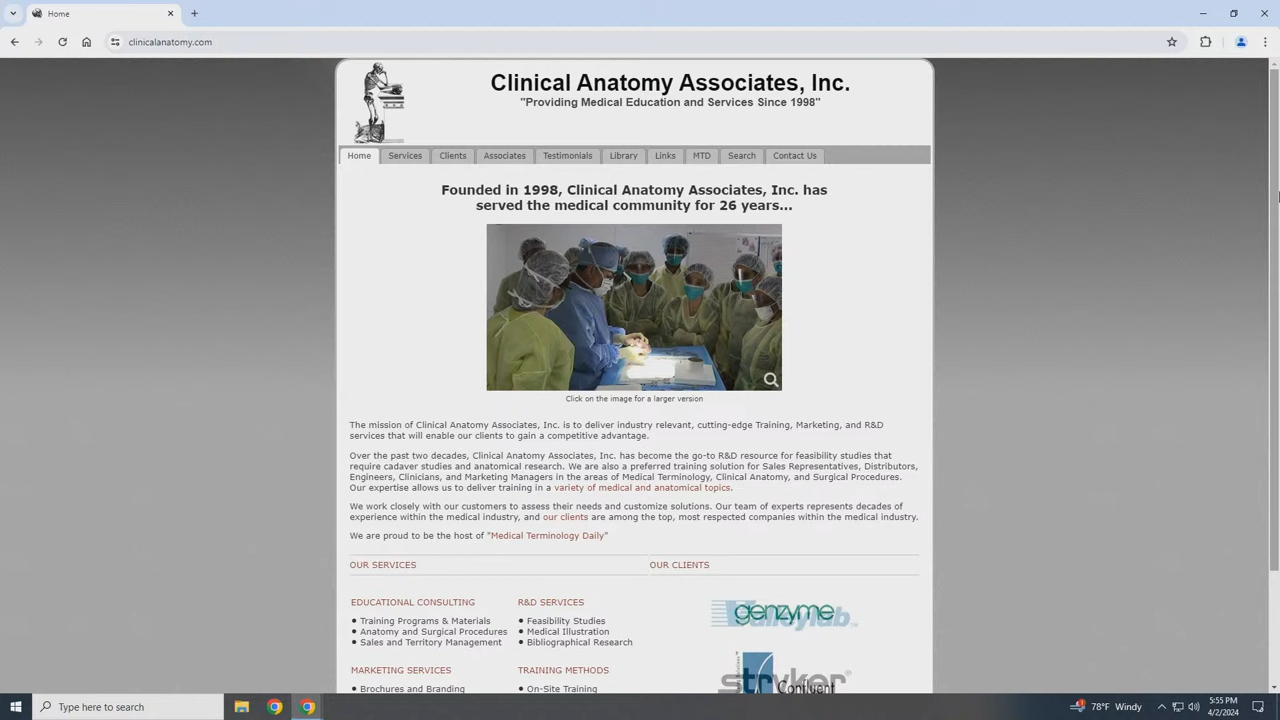 Home
clinicalanatomy.com
Clinical Anatomy Associates, Inc.
"Providing Medical Education and Services Since 1998"
Home Services Clients Associates Testimonials Library Links MTD Search Contact Us
Founded in 1998, Clinical Anatomy Associates, Inc. has
served the medical community for 26 years...
Click on the image for a larger version
The mission of Clinical Anatomy Associates, Inc. is to deliver industry relevant, cutting-edge Training, Marketing, and R&D
services that will enable our clients to gain a competitive advantage.
Over the past two decades, Clinical Anatomy Associates, Inc. has become the go-to R&D resource for feasibility studies that
require cadaver studies and anatomical research. We are also a preferred training solution for Sales Representatives, Distributors,
Engineers, Clinicians, and Marketing Managers in the areas of Medical Terminology, Clinical Anatomy, and Surgical Procedures.
Our expertise allows us to deliver training in a variety of medical and anatomical topics.
We work closely with our customers to assess their needs and customize solutions. Our team of experts represents decades of
experience within the medical industry, and our clients are among the top, most respected companies within the medical industry.
We are proud to be the host of "Medical Terminology Daily"
OUR SERVICES
OUR CLIENTS
EDUCATIONAL CONSULTING
• Training Programs & Materials
• Anatomy and Surgical Procedures
• Sales and Territory Management
R&D SERVICES
• Feasibility Studies
• Medical Illustration
• Bibliographical Research
genzyme
Valleylab
MARKETING SERVICES
• Brochures and Branding
TRAINING METHODS
• On-Site Training
stryker
Confluent
Type here to search
78°F Windy
5:55 PM
4/2/2024